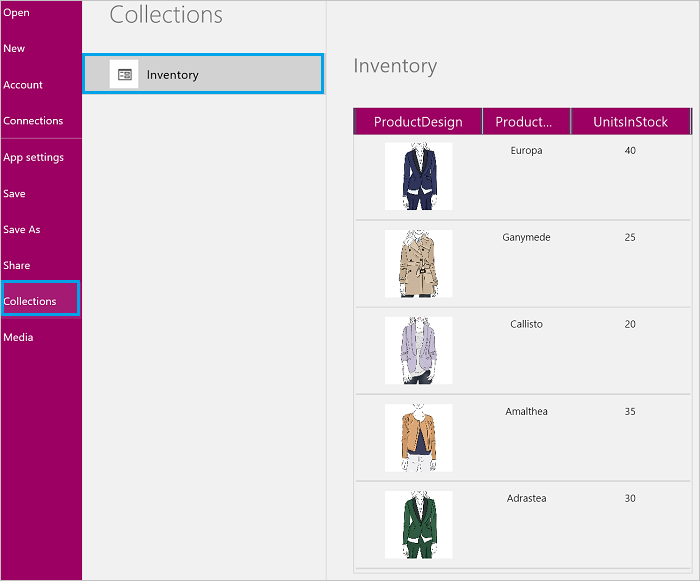 Open
New
Account
Connections
App settings
Save
Save As
Share
Collections
Media
Collections
Inventory
Inventory
ProductDesign Product... UnitsInStock
Europa 40
Ganymede 25
Callisto 20
Amalthea 35
Adrastea 30